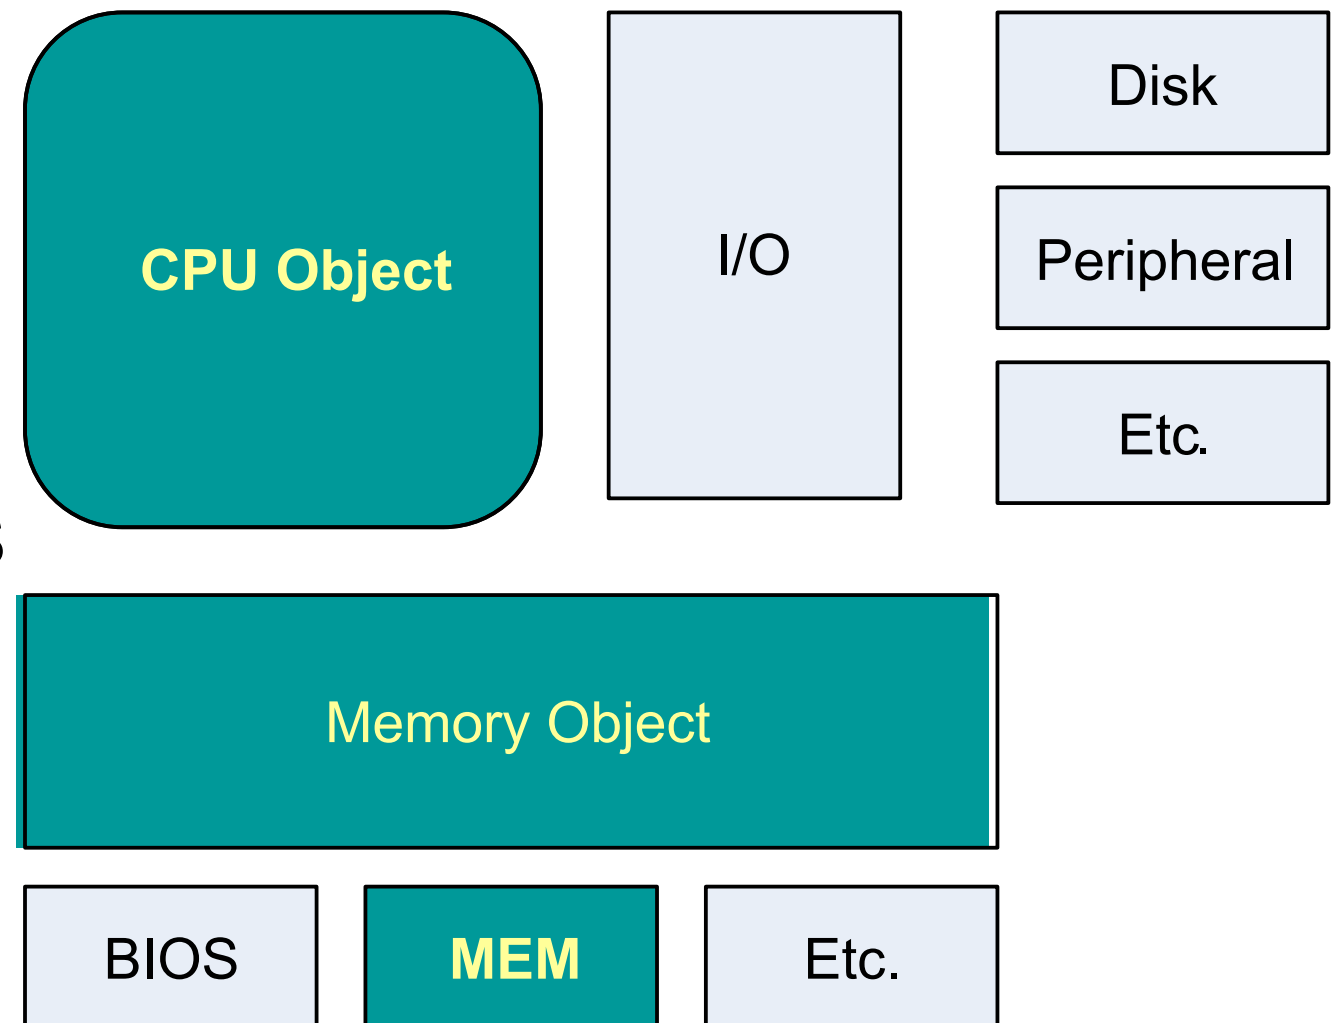 CPU Object
I/O
Disk
Peripheral
Etc.
Memory Object
BIOS
MEM
Etc.